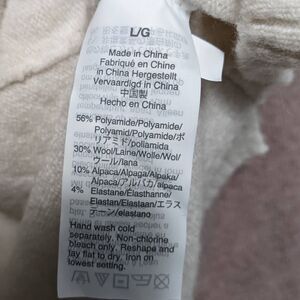 L/G
Made in China
Fabriqué en Chine
in China Hergestellt
Vervaardigd in China
中国製
Hecho en China
56% Polyamide/Polyamide/
Polyamid/Polyamide/ポ
リアミド/poliamida
30% Wool/Laine/Wolle/Wol/
ウール/lana
10% Alpaca/Alpaga/Alpaka/
Alpaca/アルパカ/alpaca
4% Elastane/Élasthanne/
Elastan/Elastaan/エラス
テーン/elastano
Hand wash cold
separately. Non-chlorine
bleach only. Reshape and
lay flat to dry. Iron on
lowest setting.